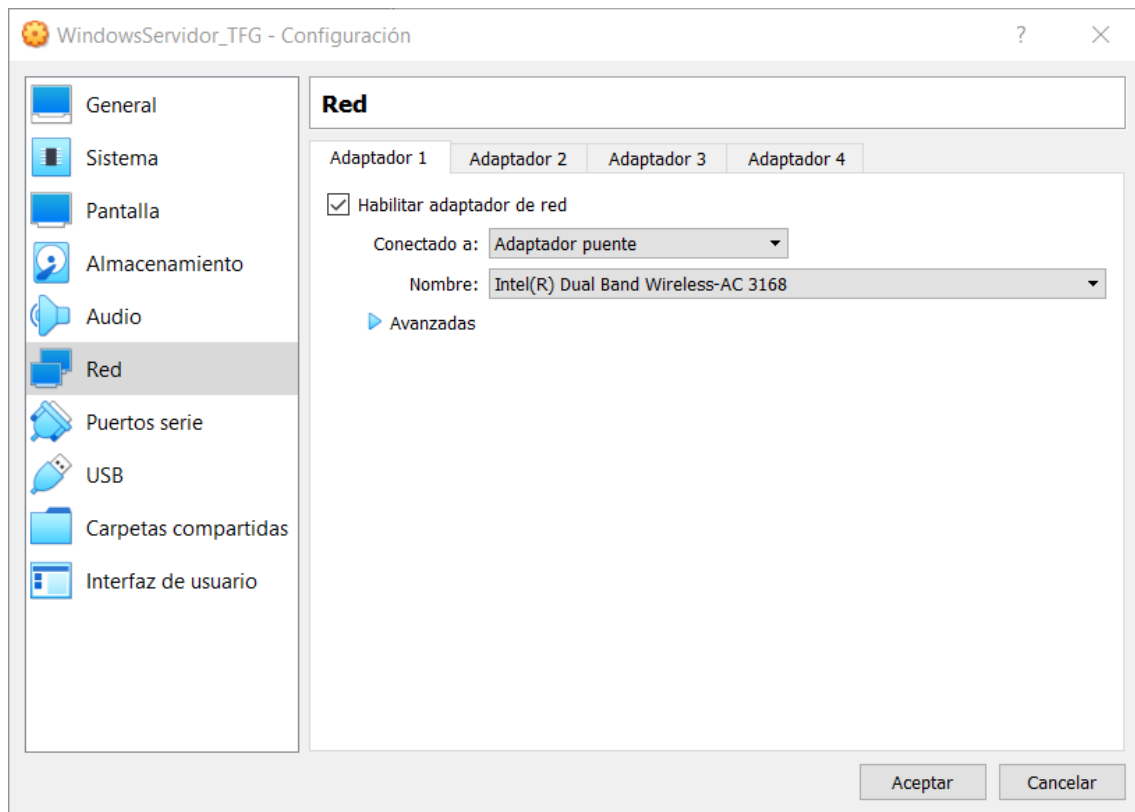 WindowsServidor_TFG - Configuración ?
General
Sistema
Pantalla
Almacenamiento
Audio
Red
Puertos serie
USB
Carpetas compartidas
Interfaz de usuario
Red
Adaptador 1 Adaptador 2 Adaptador 3 Adaptador 4
Habilitar adaptador de red
Conectado a: Adaptador puente
Nombre: Intel(R) Dual Band Wireless-AC 3168
Avanzadas
Aceptar Cancelar